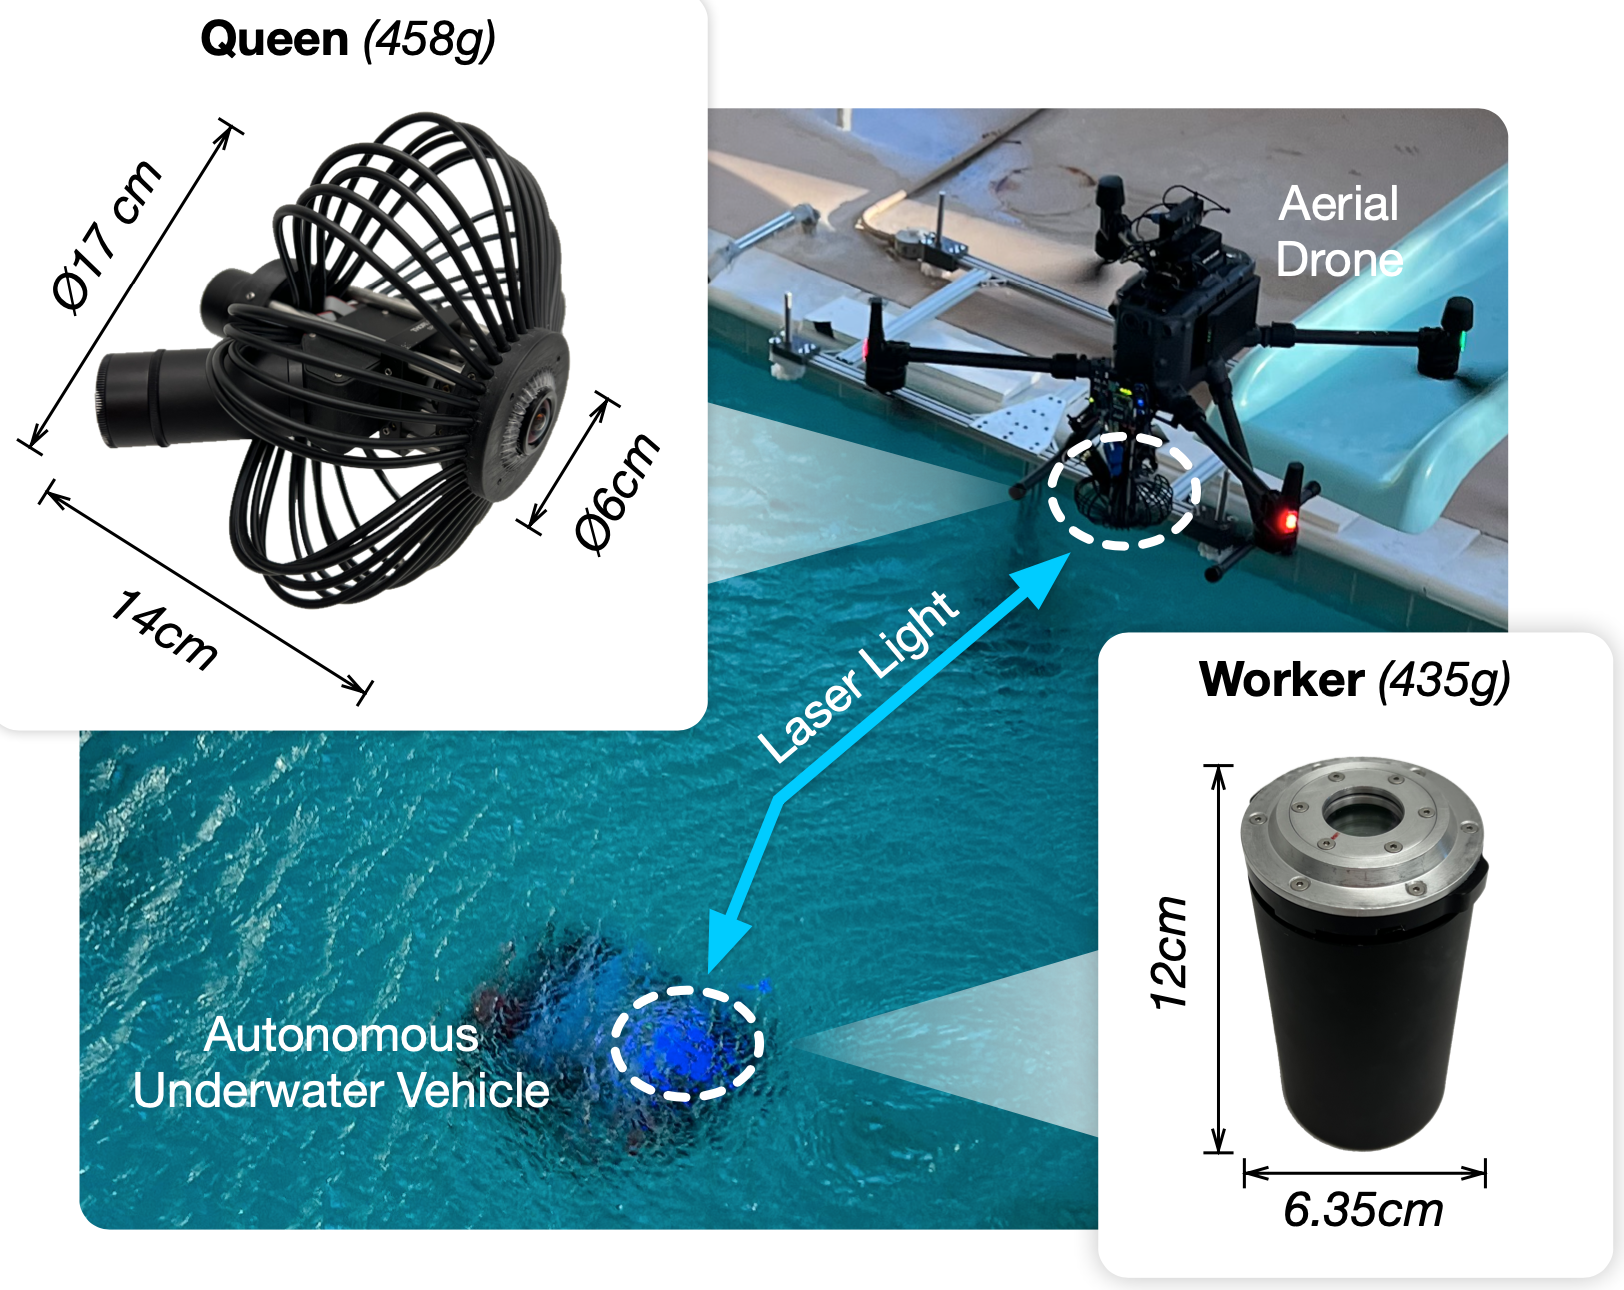 Queen (458g)
Ø17 cm
Ø6cm
14cm
Aerial
Drone
Laser Light
Autonomous
Underwater Vehicle
Worker (435g)
12cm
6.35cm